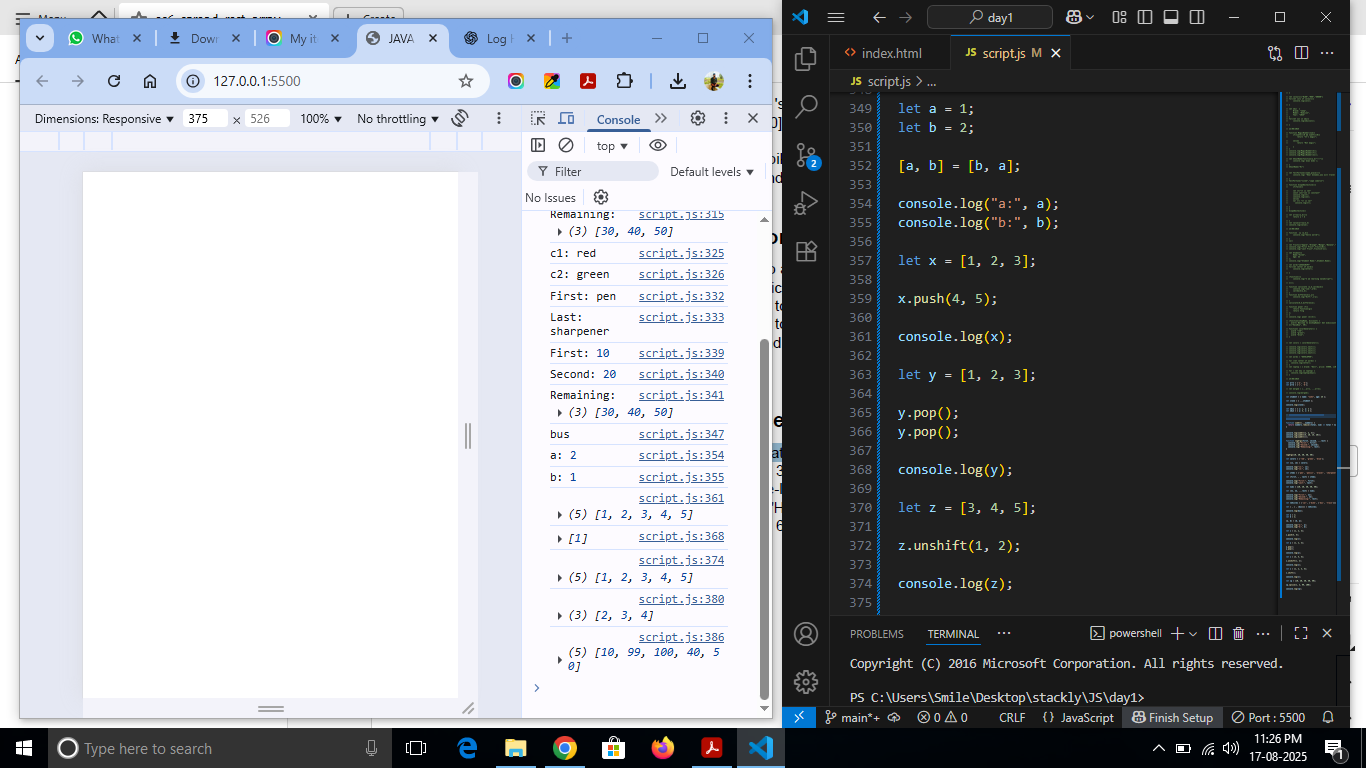 Menu
es6 spread rest array
Create
What
Down
My it
JAVA
Log
127.0.0.1:5500
Dimensions: Responsive
375
×
526
100%
No throttling
Console
top
Filter
Default levels
No Issues
Remaining: script.js:315
(3) [30, 40, 50]
c1: red script.js:325
c2: green script.js:326
First: pen script.js:332
Last: script.js:333
sharpener
First: 10 script.js:339
Second: 20 script.js:340
Remaining: script.js:341
(3) [30, 40, 50]
bus script.js:347
a: 2 script.js:354
b: 1 script.js:355
script.js:361
(5) [1, 2, 3, 4, 5]
[1] script.js:368
script.js:374
(5) [1, 2, 3, 4, 5]
script.js:380
(3) [2, 3, 4]
script.js:386
(5) [10, 99, 100, 40, 5
0]
day1
index.html
JS script.js M
JS script.js > ...
349 let a = 1;
350 let b = 2;
351
352 [a, b] = [b, a];
353
354 console.log("a:", a);
355 console.log("b:", b);
356
357 let x = [1, 2, 3];
358
359 x.push(4, 5);
360
361 console.log(x);
362
363 let y = [1, 2, 3];
364
365 y.pop();
366 y.pop();
367
368 console.log(y);
369
370 let z = [3, 4, 5];
371
372 z.unshift(1, 2);
373
374 console.log(z);
375
2
PROBLEMS
TERMINAL
powershell
Copyright (C) 2016 Microsoft Corporation. All rights reserved.
PS C:\Users\Smile\Desktop\stackly\JS\day1>
main*+
0
0
CRLF
{} JavaScript
Finish Setup
Port : 5500
Type here to search
11:26 PM
17-08-2025
1